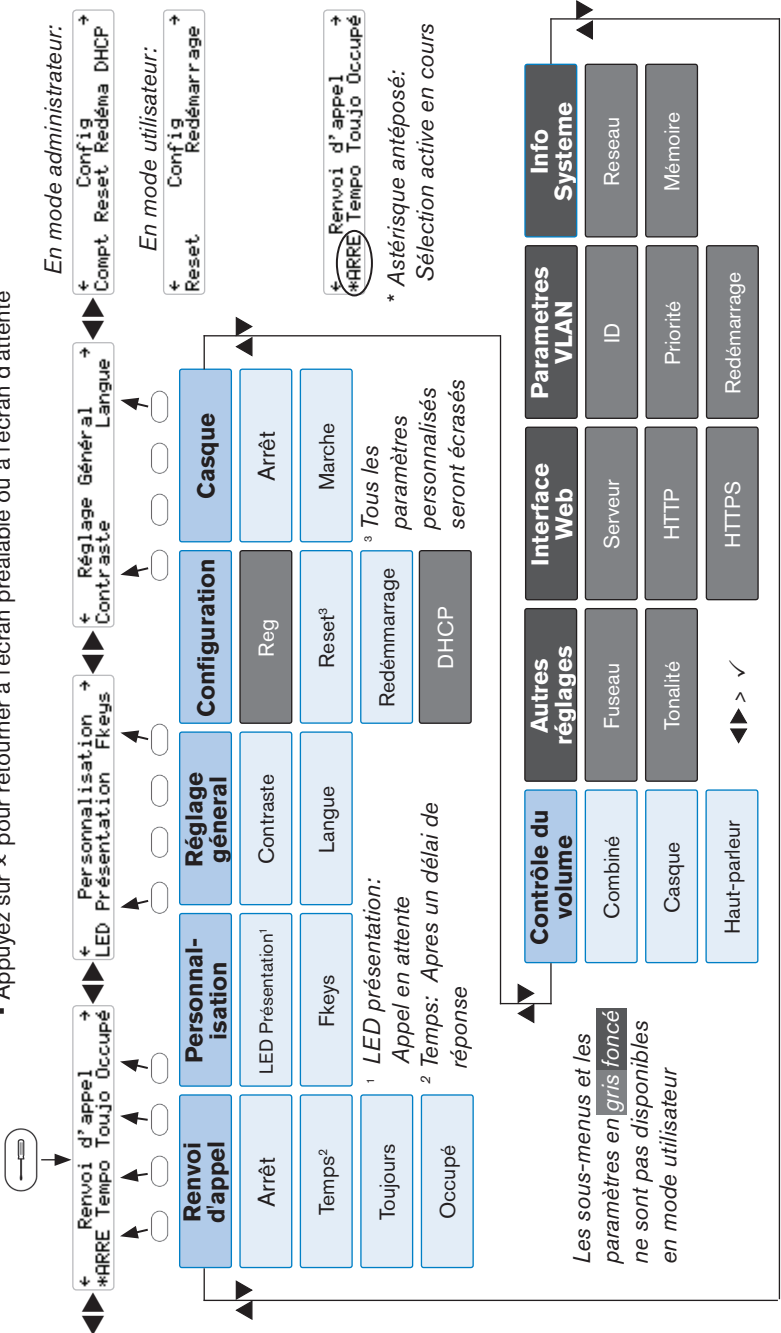 ▪ Appuyez sur × pour retourner à l'écran préalable ou à l'écran d'attente
← Renvoi d'appel →
*ARRE Tempo Toujo Occupé
← Personnalisation →
LED Présentation Fkeys
← Réglage Général →
Contraste Langue
En mode administrateur:
← Config →
Compt Reset Redéma DHCP
En mode utilisateur:
← Config →
Reset Redémarrage
← Renvoi d'appel →
*ARRE Tempo Toujo Occupé
* Astérisque antéposé:
Sélection active en cours
Renvoi
d'appel
Arrêt
Temps²
Toujours
Occupé
Personnal-
isation
LED Présentation¹
Fkeys
¹ LED présentation:
Appel en attente
² Temps: Apres un délai de
réponse
Réglage
géneral
Contraste
Langue
Configuration
Reg
Reset³
Redémmarrage
DHCP
Casque
Arrêt
Marche
³ Tous les
paramètres
personnalisés
seront écrasés
Les sous-menus et les
paramètres en gris foncé
ne sont pas disponibles
en mode utilisateur
Contrôle du
volume
Combiné
Casque
Haut-parleur
Autres
réglages
Fuseau
Tonalité
◀▶ > ✓
Interface
Web
Serveur
HTTP
HTTPS
Parametres
VLAN
ID
Priorité
Redémarrage
Info
Systeme
Reseau
Mémoire